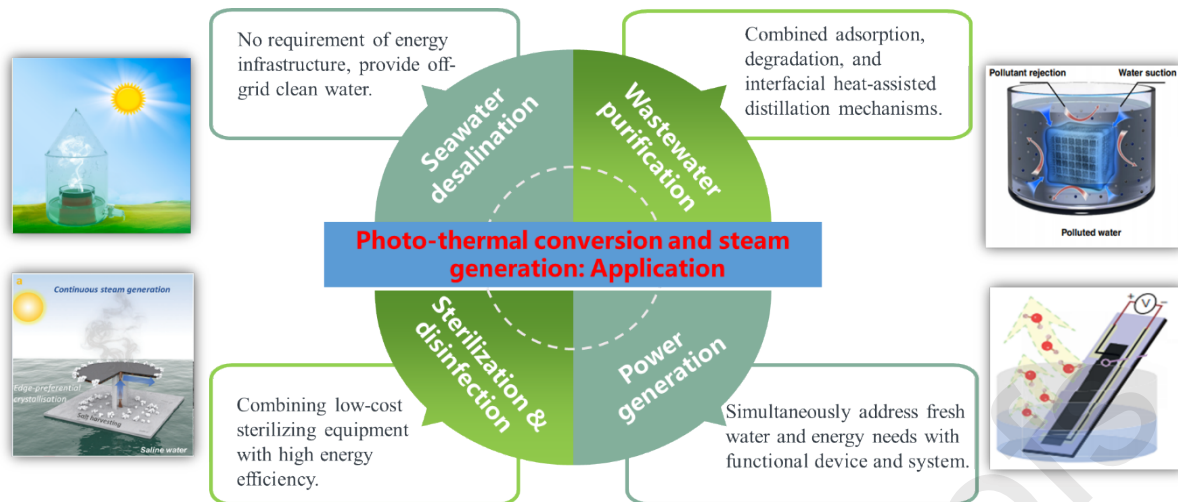 No requirement of energy
infrastructure, provide off-
grid clean water.
Seawater
desalination
Wastewater
purification
Combined adsorption,
degradation, and
interfacial heat-assisted
distillation mechanisms.
Pollutant rejection
Water suction
Polluted water
Photo-thermal conversion and steam
generation: Application
a
Continuous steam generation
Edge-preferential
crystallisation
Salt harvesting
Saline water
Combining low-cost
sterilizing equipment
with high energy
efficiency.
Sterilization &
disinfection
Power
generation
Simultaneously address fresh
water and energy needs with
functional device and system.
+
V
−